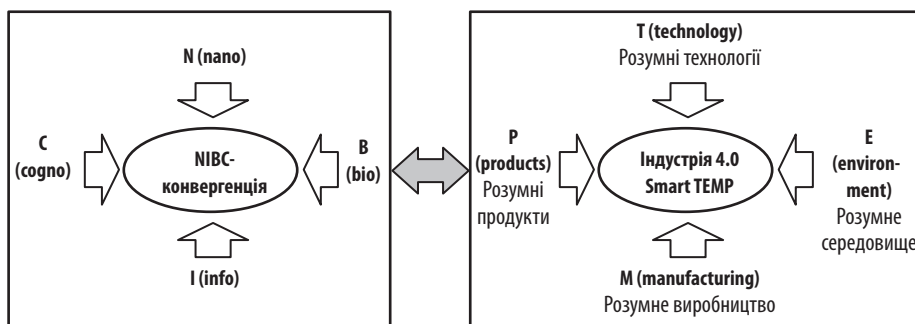 N (nano)
C
(cogno)
NIBC-
конвергенція
B
(bio)
I (info)
T (technology)
Розумні технології
P
(products)
Розумні
продукти
Індустрія 4.0
Smart TEMP
E
(environ-
ment)
Розумне
середовище
M (manufacturing)
Розумне виробництво